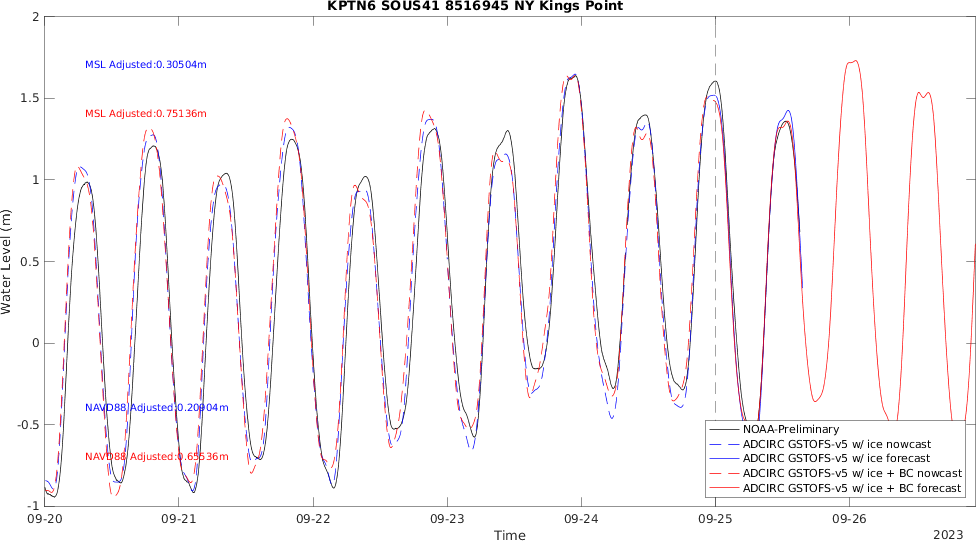 KPTN6 SOUS41 8516945 NY Kings Point
2
MSL Adjusted:0.30504m
1.5
MSL Adjusted:0.75136m
1
0.5
Water Level (m)
0
NAVD88 Adjusted:0.20904m
-0.5
NAVD88 Adjusted:0.65536m
-1
NOAA-Preliminary
ADCIRC GSTOFS-v5 w/ ice nowcast
ADCIRC GSTOFS-v5 w/ ice forecast
ADCIRC GSTOFS-v5 w/ ice + BC nowcast
ADCIRC GSTOFS-v5 w/ ice + BC forecast
09-20 09-21 09-22 09-23 09-24 09-25 09-26
Time
2023